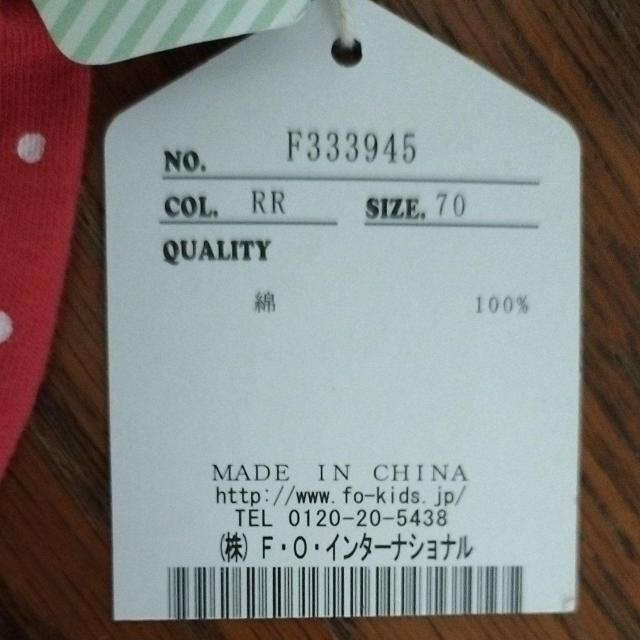 NO. F333945
COL. RR SIZE. 70
QUALITY
綿 100%
MADE IN CHINA
http://www.fo-kids.jp/
TEL 0120-20-5438
㈱ F・O・インターナショナル